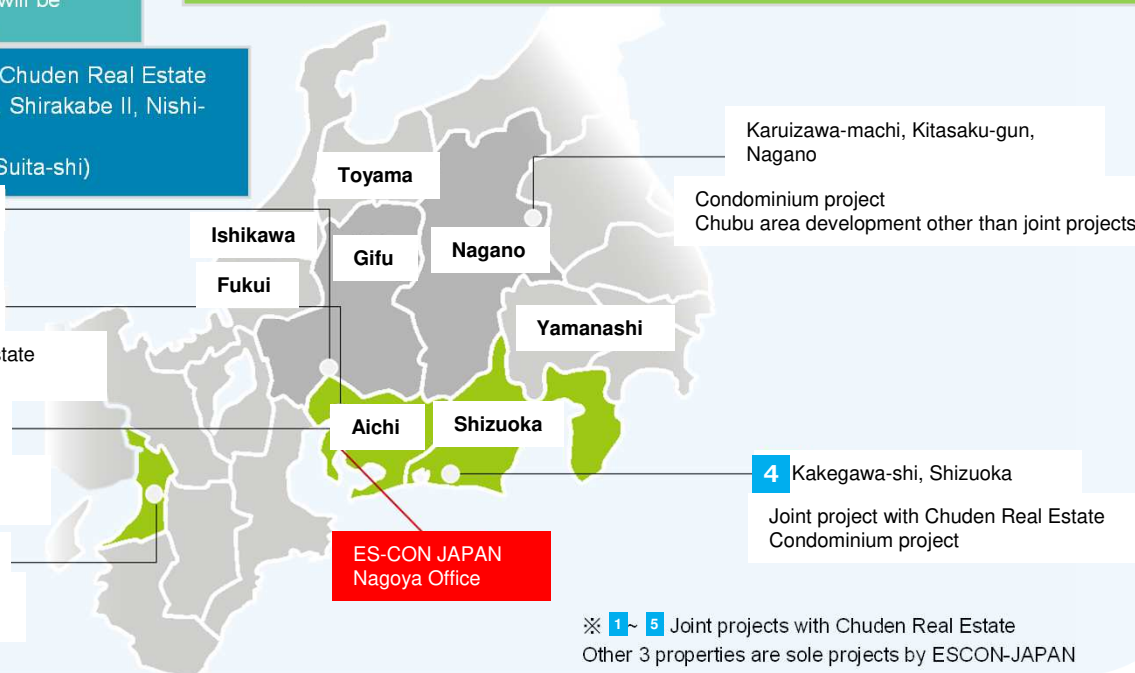 will be
Chuden Real Estate
Shirakabe II, Nishi-
Suita-shi)
Karuizawa-machi, Kitasaku-gun,
Nagano
Condominium project
Chubu area development other than joint projects
Toyama
Ishikawa
Gifu
Nagano
Fukui
Yamanashi
state
Aichi
Shizuoka
4 Kakegawa-shi, Shizuoka
Joint project with Chuden Real Estate
Condominium project
ES-CON JAPAN
Nagoya Office
※ 1 ~ 5 Joint projects with Chuden Real Estate
Other 3 properties are sole projects by ESCON-JAPAN